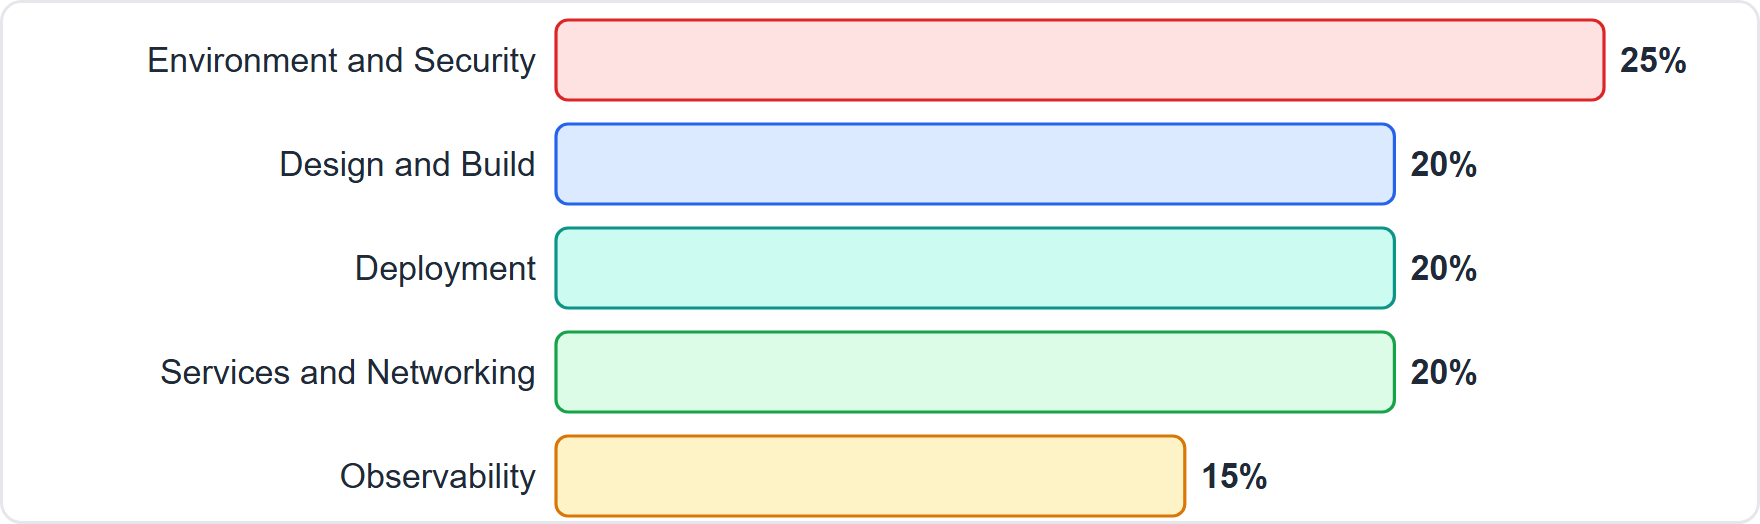 Environment and Security 25%
Design and Build 20%
Deployment 20%
Services and Networking 20%
Observability 15%